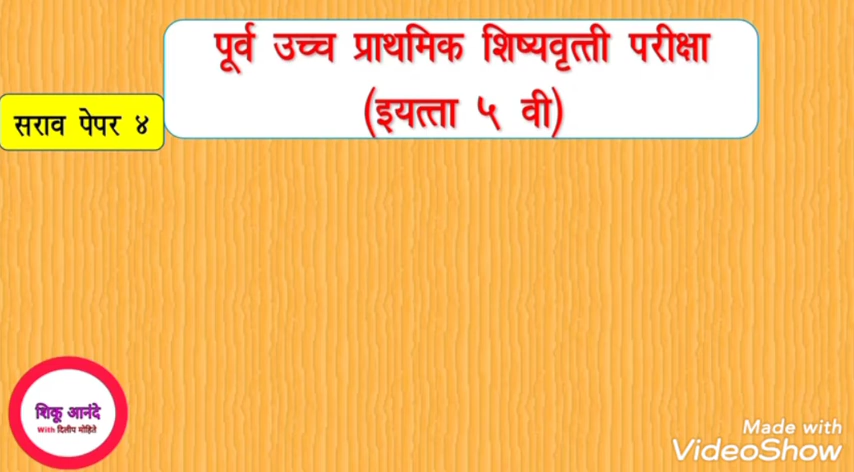 पूर्व उच्च प्राथमिक शिष्यवृत्ती परीक्षा
(इयत्ता ५ वी)
सराव पेपर ४
शिकू आनंदे
With दिलीप मोहिते
Made with
VideoShow